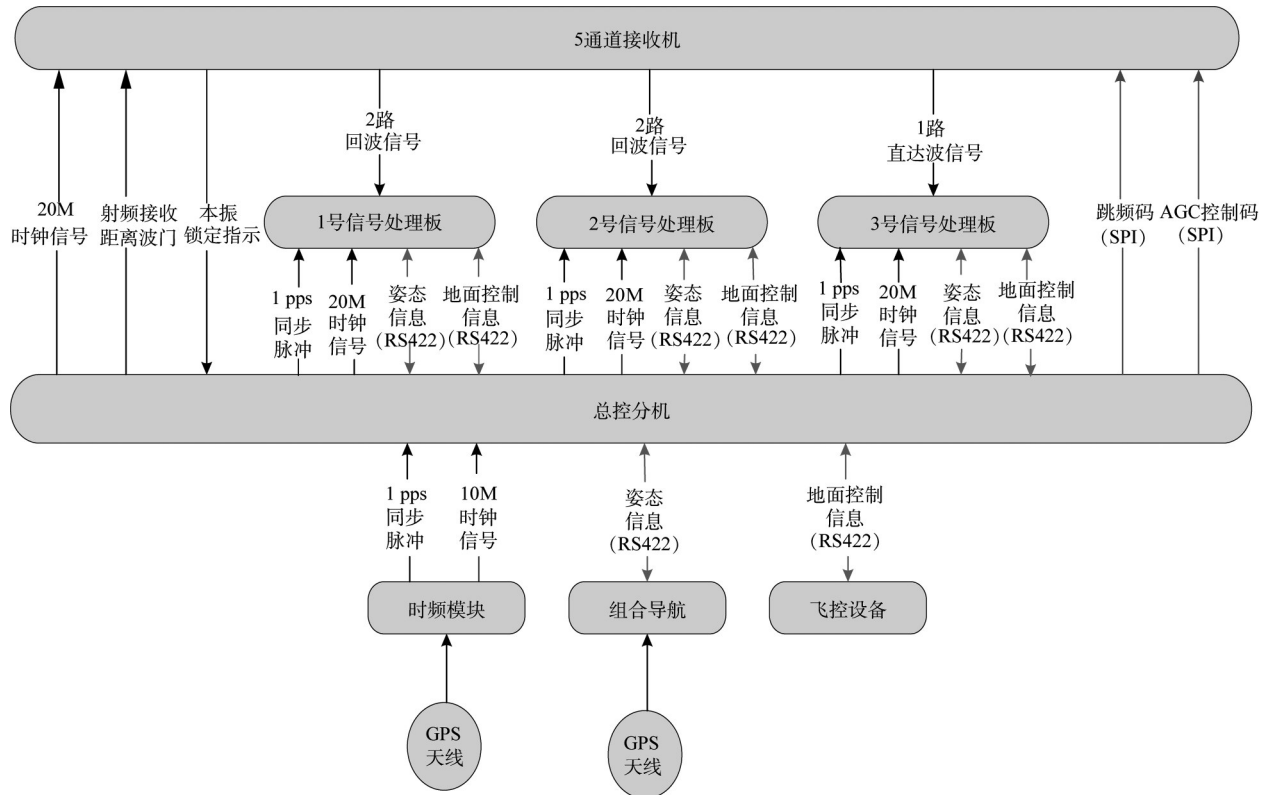 5通道接收机
20M
时钟信号
射频接收
距离波门
本振
锁定指示
2路
回波信号
2路
回波信号
1路
直达波信号
跳频码
(SPI)
AGC控制码
(SPI)
1号信号处理板
2号信号处理板
3号信号处理板
1 pps
同步
脉冲
20M
时钟
信号
姿态
信息
(RS422)
地面控制
信息
(RS422)
1 pps
同步
脉冲
20M
时钟
信号
姿态
信息
(RS422)
地面控制
信息
(RS422)
1 pps
同步
脉冲
20M
时钟
信号
姿态
信息
(RS422)
地面控制
信息
(RS422)
总控分机
1 pps
同步
脉冲
10M
时钟
信号
姿态
信息
(RS422)
地面控制
信息
(RS422)
时频模块
组合导航
飞控设备
GPS
天线
GPS
天线